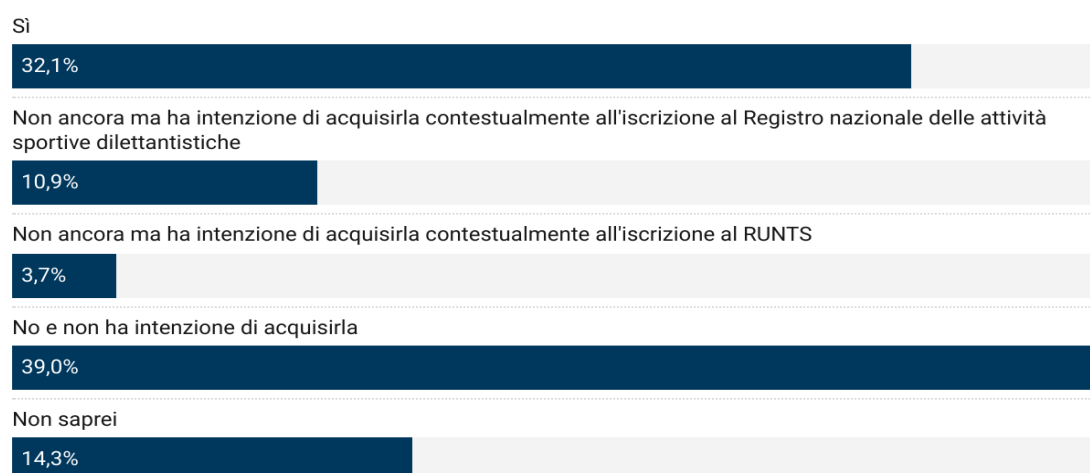 Sì
32,1%
Non ancora ma ha intenzione di acquisirla contestualmente all'iscrizione al Registro nazionale delle attività
sportive dilettantistiche
10,9%
Non ancora ma ha intenzione di acquisirla contestualmente all'iscrizione al RUNTS
3,7%
No e non ha intenzione di acquisirla
39,0%
Non saprei
14,3%